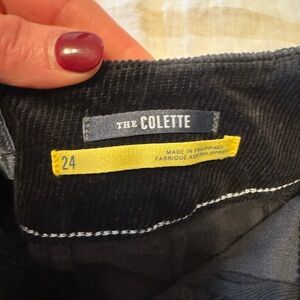 THE COLETTE
24
MADE IN PHILIPPINES
FABRIQUÉ AUX PHILIPPINES